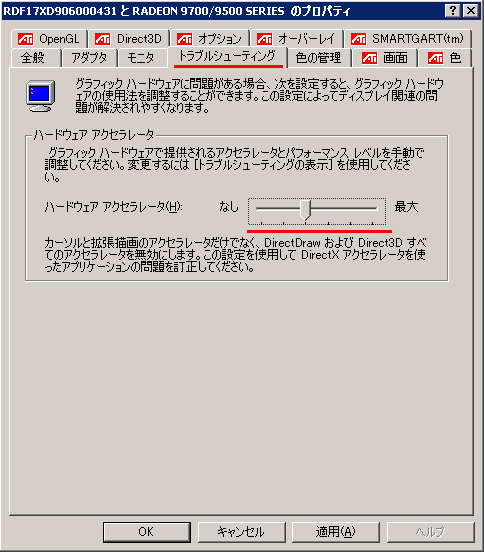 RDF17XD906000431 と RADEON 9700/9500 SERIES のプロパティ
ATI OpenGL ATI Direct3D ATI オプション ATI オーバーレイ ATI SMARTGART(tm)
全般 アダプタ モニタ トラブルシューティング 色の管理 ATI 画面 ATI 色
グラフィック ハードウェアに問題がある場合、次を設定すると、グラフィック ハードウ
ェアの使用法を調整することができます。この設定によってディスプレイ関連の問
題が解決されやすくなります。
ハードウェア アクセラレータ
グラフィック ハードウェアで提供されるアクセラレータとパフォーマンス レベルを手動で
調整してください。変更するには [トラブルシューティングの表示] を使用してくださ
い。
ハードウェア アクセラレータ(H): なし 最大
カーソルと拡張描画のアクセラレータだけでなく、DirectDraw および Direct3D すべ
てのアクセラレータを無効にします。この設定を使用して DirectX アクセラレータを使
ったアプリケーションの問題を訂正してください。
OK キャンセル 適用(A) ヘルプ